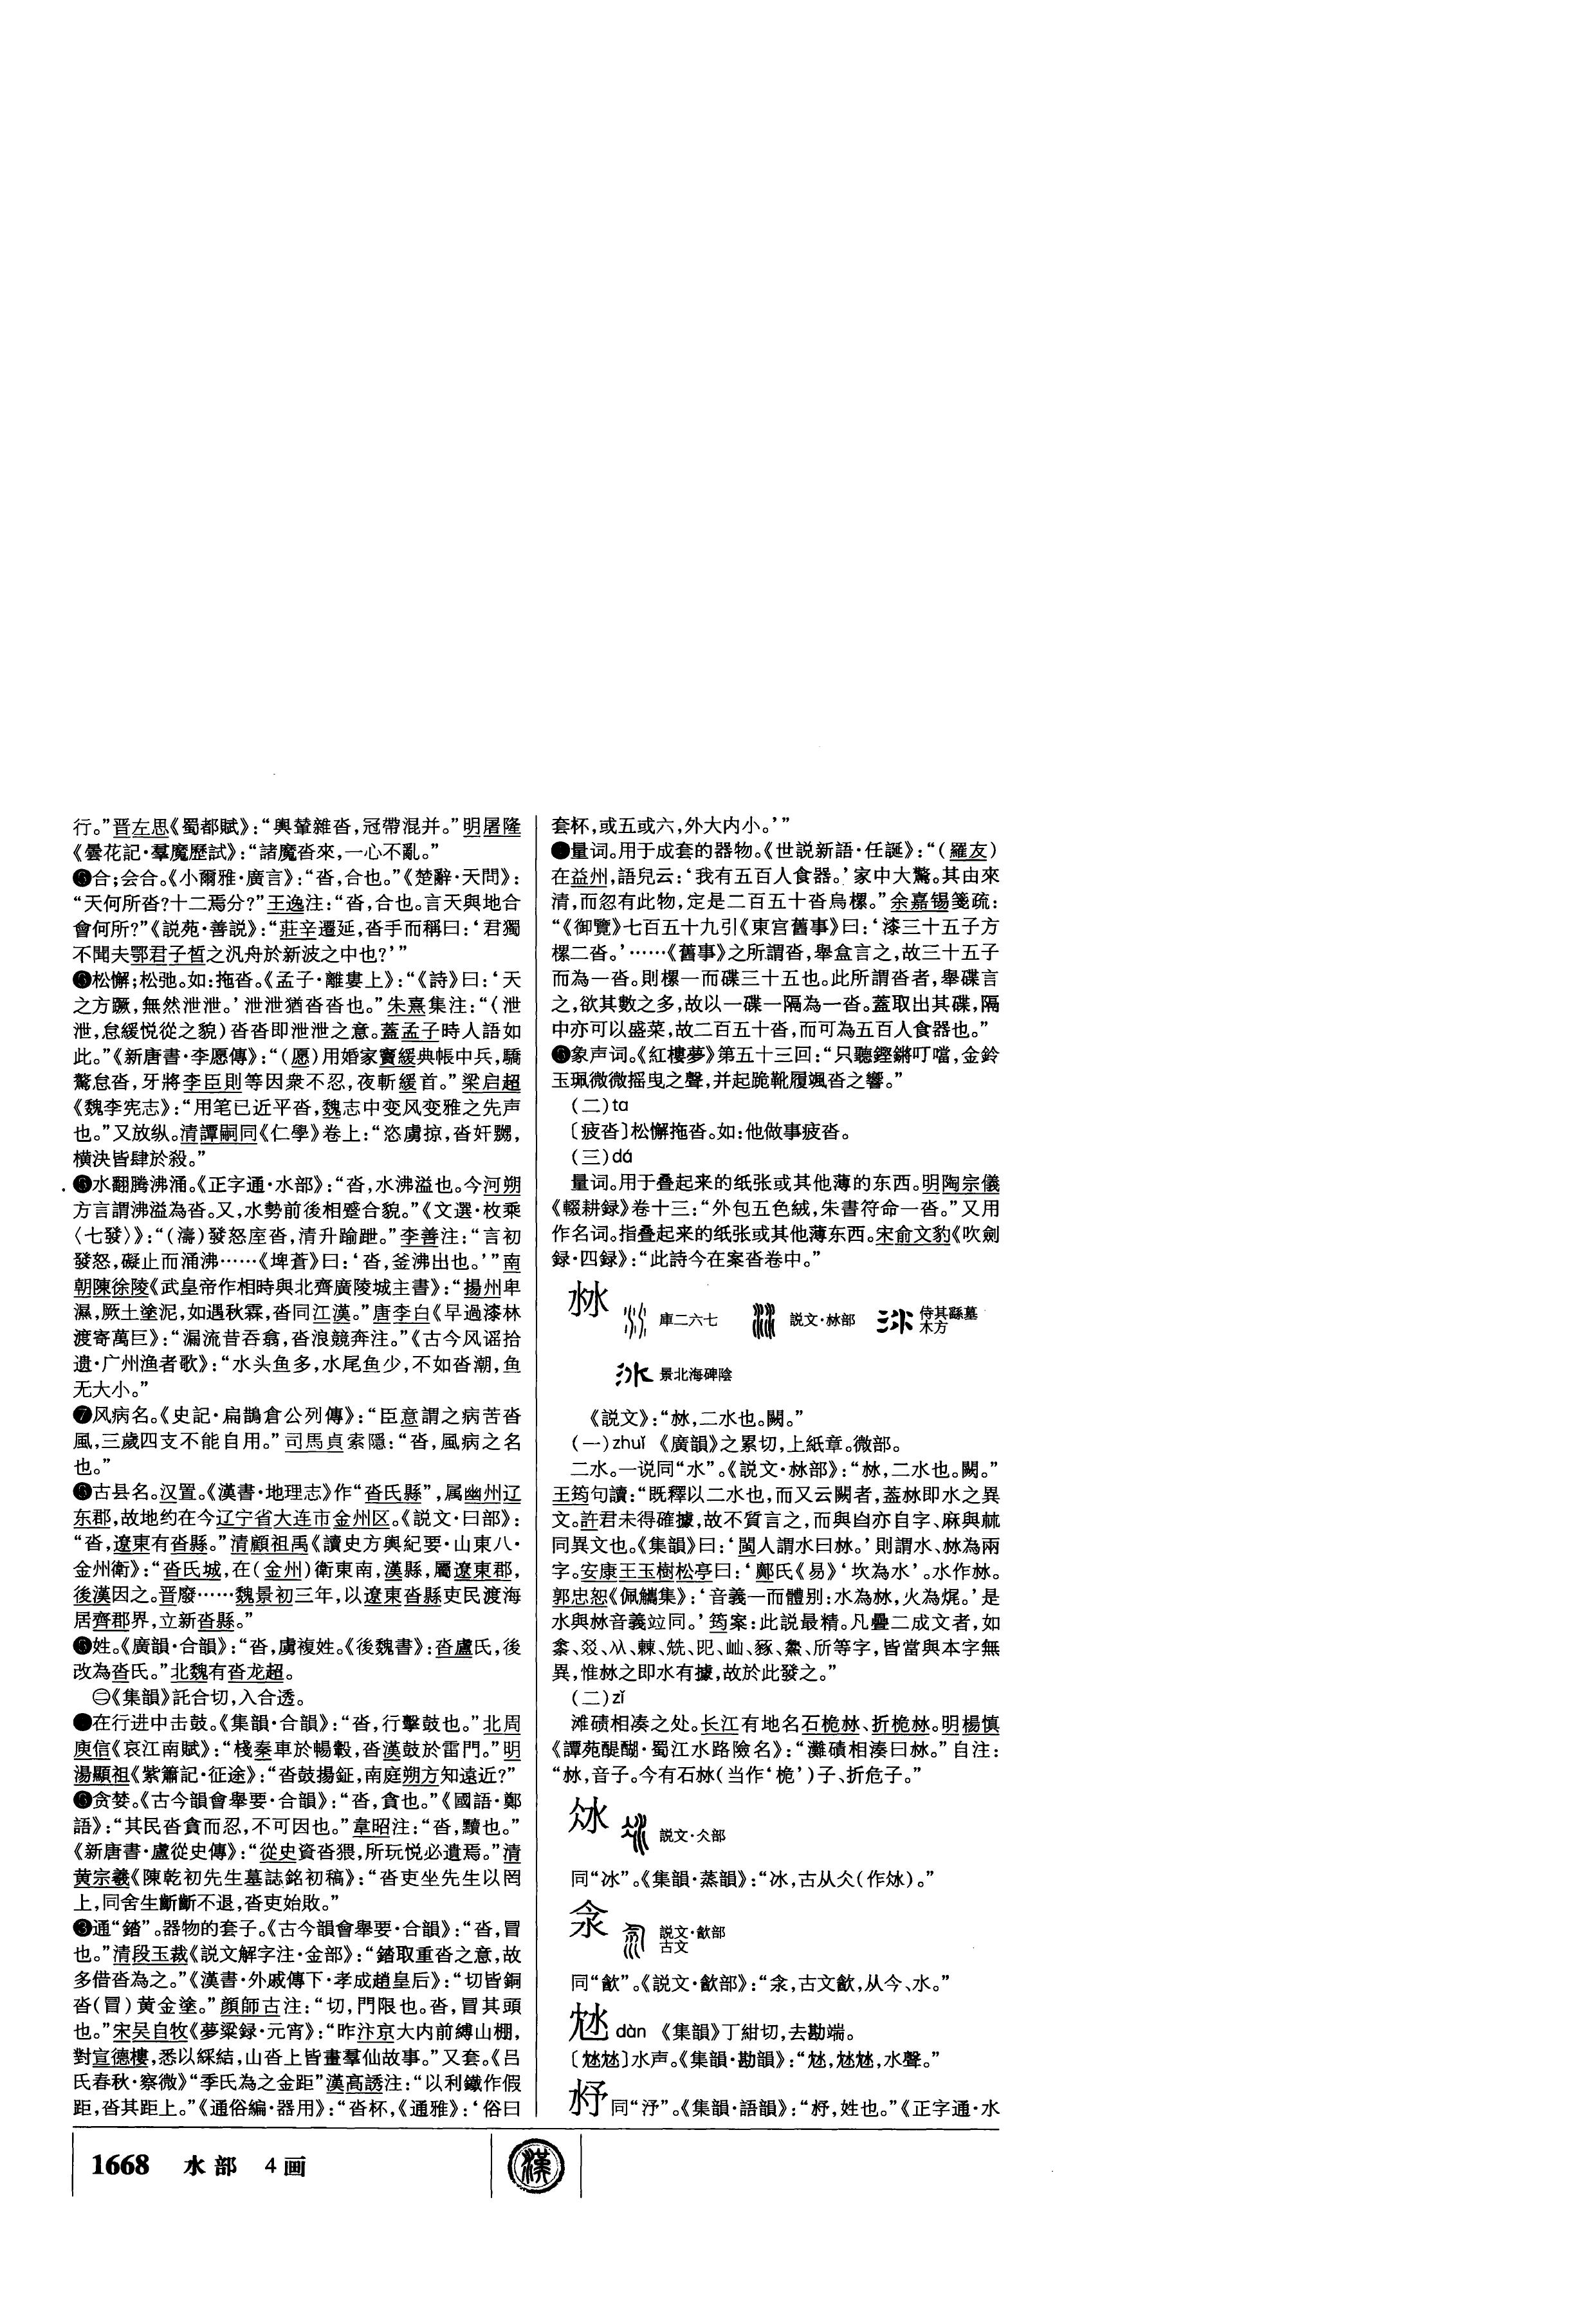 行。”晋左思《蜀都賦》：“輿輦雜沓，冠帶混并。”明屠隆
《曇花記·羣魔歷試》：“諸魔沓來，一心不亂。”
合；会合。《小爾雅·廣言》：“沓，合也。”《楚辭·天問》：
“天何所沓？十二焉分？”王逸注：“沓，合也。言天與地合
會何所？”《説苑·善説》：“莊辛遷延，沓手而稱曰：‘君獨
不聞夫鄂君子晳之汎舟於新波之中也？’”
松懈；松弛。如：拖沓。《孟子·離婁上》：“《詩》曰：‘天
之方蹶，無然泄泄。’泄泄猶沓沓也。”朱熹集注：“（泄
泄，怠緩悦從之貌）沓沓即泄泄之意。蓋孟子時人語如
此。”《新唐書·李愿傳》：“（愿）用婚家竇緩典帳中兵，驕
驁怠沓，牙將李臣則等因衆不忍，夜斬緩首。”梁启超
《魏李宪志》：“用笔已近平沓，魏志中变风变雅之先声
也。”又放纵。清譚嗣同《仁學》卷上：“恣虜掠，沓奸嬲，
横決皆肆於殺。”
水翻腾沸涌。《正字通·水部》：“沓，水沸溢也。今河朔
方言謂沸溢為沓。又，水勢前後相蹙合貌。”《文選·枚乘
〈七發〉》：“（濤）發怒庢沓，清升踰跇。”李善注：“言初
發怒，礙止而涌沸……《埤蒼》曰：‘沓，釜沸出也。’”南
朝陳徐陵《武皇帝作相時與北齊廣陵城主書》：“揚州卑
濕，厥土塗泥，如遇秋霖，沓同江漢。”唐李白《早過漆林
渡寄萬巨》：“漏流昔吞翕，沓浪競奔注。”《古今风谣拾
遗·广州渔者歌》：“水头鱼多，水尾鱼少，不如沓潮，鱼
无大小。”
❼风病名。《史記·扁鵲倉公列傳》：“臣意謂之病苦沓
風，三歲四支不能自用。”司馬貞索隱：“沓，風病之名
也。”
古县名。汉置。《漢書·地理志》作“沓氏縣”，属幽州辽
东郡，故地约在今辽宁省大连市金州区。《説文·曰部》：
“沓，遼東有沓縣。”清顧祖禹《讀史方輿紀要·山東八·
金州衛》：“沓氏城，在（金州）衛東南，漢縣，屬遼東郡，
後漢因之。晋廢……魏景初三年，以遼東沓縣吏民渡海
居齊郡界，立新沓縣。”
姓。《廣韻·合韻》：“沓，虜複姓。《後魏書》：沓盧氏，後
改為沓氏。”北魏有沓龙超。
㊁《集韻》託合切，入合透。
在行进中击鼓。《集韻·合韻》：“沓，行擊鼓也。”北周
庾信《哀江南賦》：“棧秦車於暢轂，沓漢鼓於雷門。”明
湯顯祖《紫簫記·征途》：“沓鼓揚鉦，南庭朔方知遠近？”
贪婪。《古今韻會舉要·合韻》：“沓，貪也。”《國語·鄭
語》：“其民沓貪而忍，不可因也。”韋昭注：“沓，黷也。”
《新唐書·盧從史傳》：“從史資沓猥，所玩悦必遺焉。”清
黄宗羲《陳乾初先生墓誌銘初稿》：“沓吏坐先生以罔
上，同舍生齗齗不退，沓吏始敗。”
❸通“錔”。器物的套子。《古今韻會舉要·合韻》：“沓，冒
也。”清段玉裁《説文解字注·金部》：“錔取重沓之意，故
多借沓為之。”《漢書·外戚傳下·孝成趙皇后》：“切皆銅
沓（冒）黄金塗。”顔師古注：“切，門限也。沓，冒其頭
也。”宋吴自牧《夢粱録·元宵》：“昨汴京大内前縛山棚，
對宣德樓，悉以綵結，山沓上皆畫羣仙故事。”又套。《吕
氏春秋·察微》“季氏為之金距”漢高誘注：“以利鐵作假
距，沓其距上。”《通俗編·器用》：“沓杯，《通雅》：‘俗曰
套杯，或五或六，外大内小。’”
量词。用于成套的器物。《世説新語·任誕》：“（羅友）
在益州，語兒云：‘我有五百人食器。’家中大驚。其由來
清，而忽有此物，定是二百五十沓烏樏。”余嘉锡箋疏：
“《御覽》七百五十九引《東宫舊事》曰：‘漆三十五子方
樏二沓。’……《舊事》之所謂沓，舉盒言之，故三十五子
而為一沓。則樏一而碟三十五也。此所謂沓者，舉碟言
之，欲其數之多，故以一碟一隔為一沓。蓋取出其碟，隔
中亦可以盛菜，故二百五十沓，而可為五百人食器也。”
象声词。《紅樓夢》第五十三回：“只聽鏗鏘叮噹，金鈴
玉珮微微摇曳之聲，并起跪靴履颯沓之響。”
（二）ta
〔疲沓〕松懈拖沓。如：他做事疲沓。
（三）dá
量词。用于叠起来的纸张或其他薄的东西。明陶宗儀
《輟耕録》卷十三：“外包五色絨，朱書符命一沓。”又用
作名词。指叠起来的纸张或其他薄东西。宋俞文豹《吹劍
録·四録》：“此詩今在案沓卷中。”
沝 庫二六七 説文·沝部 侍其繇墓木方
景北海碑陰
《説文》：“沝，二水也。闕。”
（一）zhuǐ 《廣韻》之累切，上紙章。微部。
二水。一说同“水”。《説文·沝部》：“沝，二水也。闕。”
王筠句讀：“既釋以二水也，而又云闕者，蓋沝即水之異
文。許君未得確據，故不質言之，而與𦣹亦自字、麻與𣏟
同異文也。《集韻》曰：‘閩人謂水曰沝。’則謂水、沝為兩
字。安康王玉樹松亭曰：‘鄺氏《易》‘坎為水’。水作沝。
郭忠恕《佩觿集》：‘音義一而體别：水為沝，火為焜。’是
水與沝音義竝同。’筠案：此説最精。凡疊二成文者，如
、㸚、从、棘、兟、、屾、豩、䲆、斦等字，皆當與本字無
異，惟沝之即水有據，故於此發之。”
（二）zǐ
滩碛相凑之处。长江有地名石桅沝、折桅沝。明楊慎
《譚苑醍醐·蜀江水路險名》：“灘磧相湊曰沝。”自注：
“沝，音子。今有石沝（当作‘桅’）子、折危子。”
説文·仌部
同“冰”。《集韻·蒸韻》：“冰，古从仌（作）。”
㱃 説文·㱃部古文
同“㱃”。《説文·㱃部》：“，古文㱃，从今、水。”
dàn 《集韻》丁紺切，去勘端。
〔〕水声。《集韻·勘韻》：“，水聲。”
同“汿”。《集韻·語韻》：“，姓也。”《正字通·水
1668 水部 4画
漢